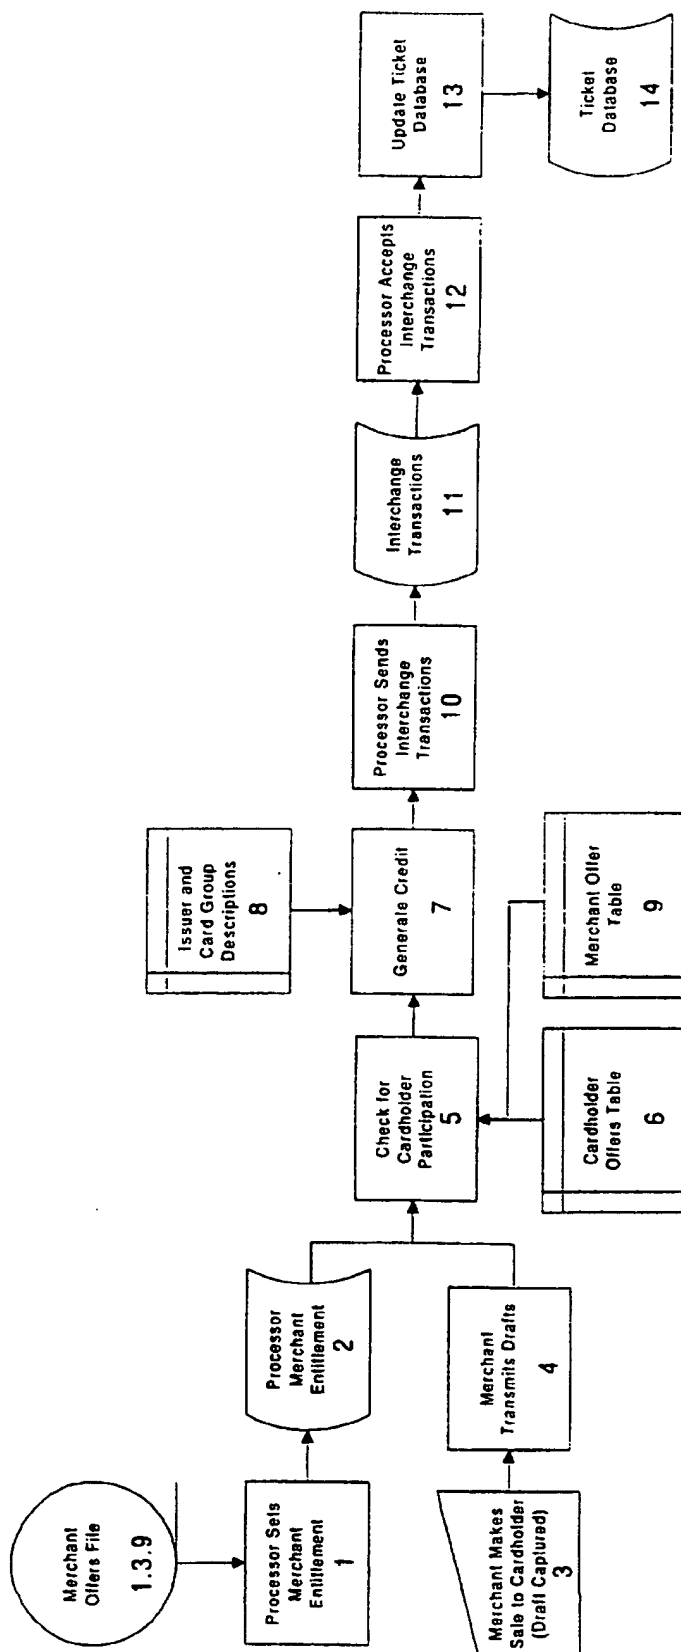 Merchant
Offers File
1.3.9
Processor Sets
Merchant
Entitlement
1
Processor
Merchant
Entitlement
2
Merchant Makes
Sale to Cardholder
(Draft Captured)
3
Merchant
Transmits Drafts
4
Check for
Cardholder
Participation
5
Cardholder
Offers Table
6
Generate Credit
7
Issuer and
Card Group
Descriptions
8
Merchant Offer
Table
9
Processor Sends
Interchange
Transactions
10
Interchange
Transactions
11
Processor Accepts
Interchange
Transactions
12
Update Ticket
Database
13
Ticket
Database
14